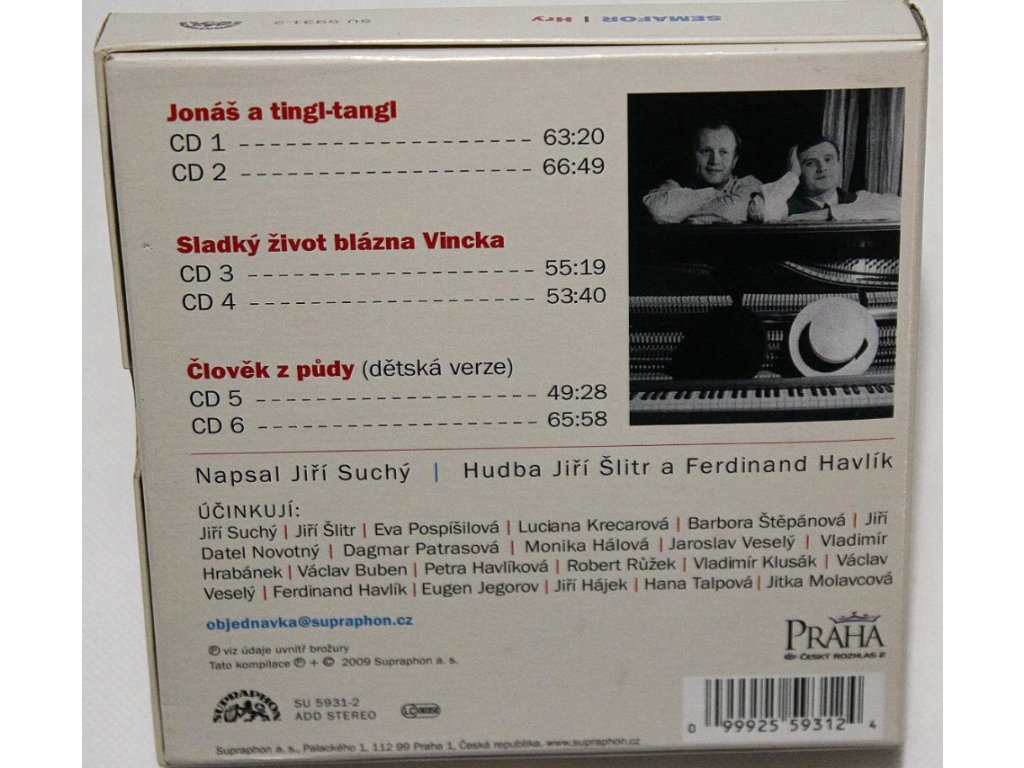 SEMAFOR | Hry
SU 5931-2
Jonáš a tingl-tangl
CD 1 63:20
CD 2 66:49
Sladký život blázna Vincka
CD 3 55:19
CD 4 53:40
Člověk z půdy (dětská verze)
CD 5 49:28
CD 6 65:58
Napsal Jiří Suchý | Hudba Jiří Šlitr a Ferdinand Havlík
ÚČINKUJÍ:
Jiří Suchý | Jiří Šlitr | Eva Pospíšilová | Luciana Krecarová | Barbora Štěpánová | Jiří
Datel Novotný | Dagmar Patrasová | Monika Hálová | Jaroslav Veselý | Vladimír
Hrabánek | Václav Buben | Petra Havlíková | Robert Růžek | Vladimír Klusák | Václav
Veselý | Ferdinand Havlík | Eugen Jegorov | Jiří Hájek | Hana Talpová | Jitka Molavcová
objednavka@supraphon.cz
℗ viz údaje uvnitř brožury
Tato kompilace ℗ + © 2009 Supraphon a. s.
PRAHA
ČESKÝ ROZHLAS 2
SUPRAPHON
SU 5931-2
ADD STEREO
0 99925 59312 4
Supraphon a. s., Palackého 1, 112 99 Praha 1, Česká republika, www.supraphon.cz